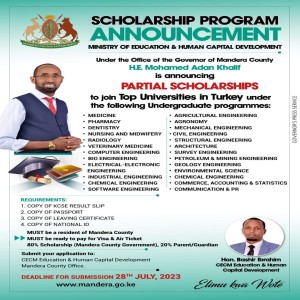 SCHOLARSHIP PROGRAM
ANNOUNCEMENT
MINISTRY OF EDUCATION & HUMAN CAPITAL DEVELOPMENT
Under the Office of the Governor of Mandera County
H.E. Mohamed Adan Khalif
is announcing
PARTIAL SCHOLARSHIPS
to join Top Universities in Turkey under
the following Undergraduate programmes:
• MEDICINE
• PHARMACY
• DENTISTRY
• NURSING AND MIDWIFERY
• RADIOLOGY
• VETERINARY MEDICINE
• COMPUTER ENGINEERING
• BIO ENGINEERING
• ELECTRICAL-ELECTRONIC ENGINEERING
• INDUSTRIAL ENGINEERING
• CHEMICAL ENGINEERING
• SOFTWARE ENGINEERING
• AGRICULTURAL ENGINEERING
• AGRONOMY
• MECHANICAL ENGINEERING
• CIVIL ENGINEERING
• STRUCTURAL ENGINEERING
• ARCHITECTURE
• SURVEY ENGINEERING
• PETROLEUM & MINING ENGINEERING
• GEOLOGY ENGINEERING
• ENVIRONMENTAL SCIENCE
• CHEMICAL ENGINEERING
• COMMERCE, ACCOUNTING & STATISTICS
• COMMUNICATION & PR
REQUIREMENTS:
1. COPY OF KCSE RESULT SLIP
2. COPY OF PASSPORT
3. COPY OF LEAVING CERTIFICATE
4. COPY OF NATIONAL ID
*** MUST be a resident of Mandera County
*** MUST be ready to pay for Visa & Air Ticket
80% Scholarship (Mandera County Government), 20% Parent/Guardian
Submit your application to:
CECM Education & Human Capital Development
Mandera County Office.
DEADLINE FOR SUBMISSION 28TH JULY, 2023
www.mandera.go.ke
Hon. Bashir Ibrahim
CECM Education & Human
Capital Development
Elimu kwa Wote